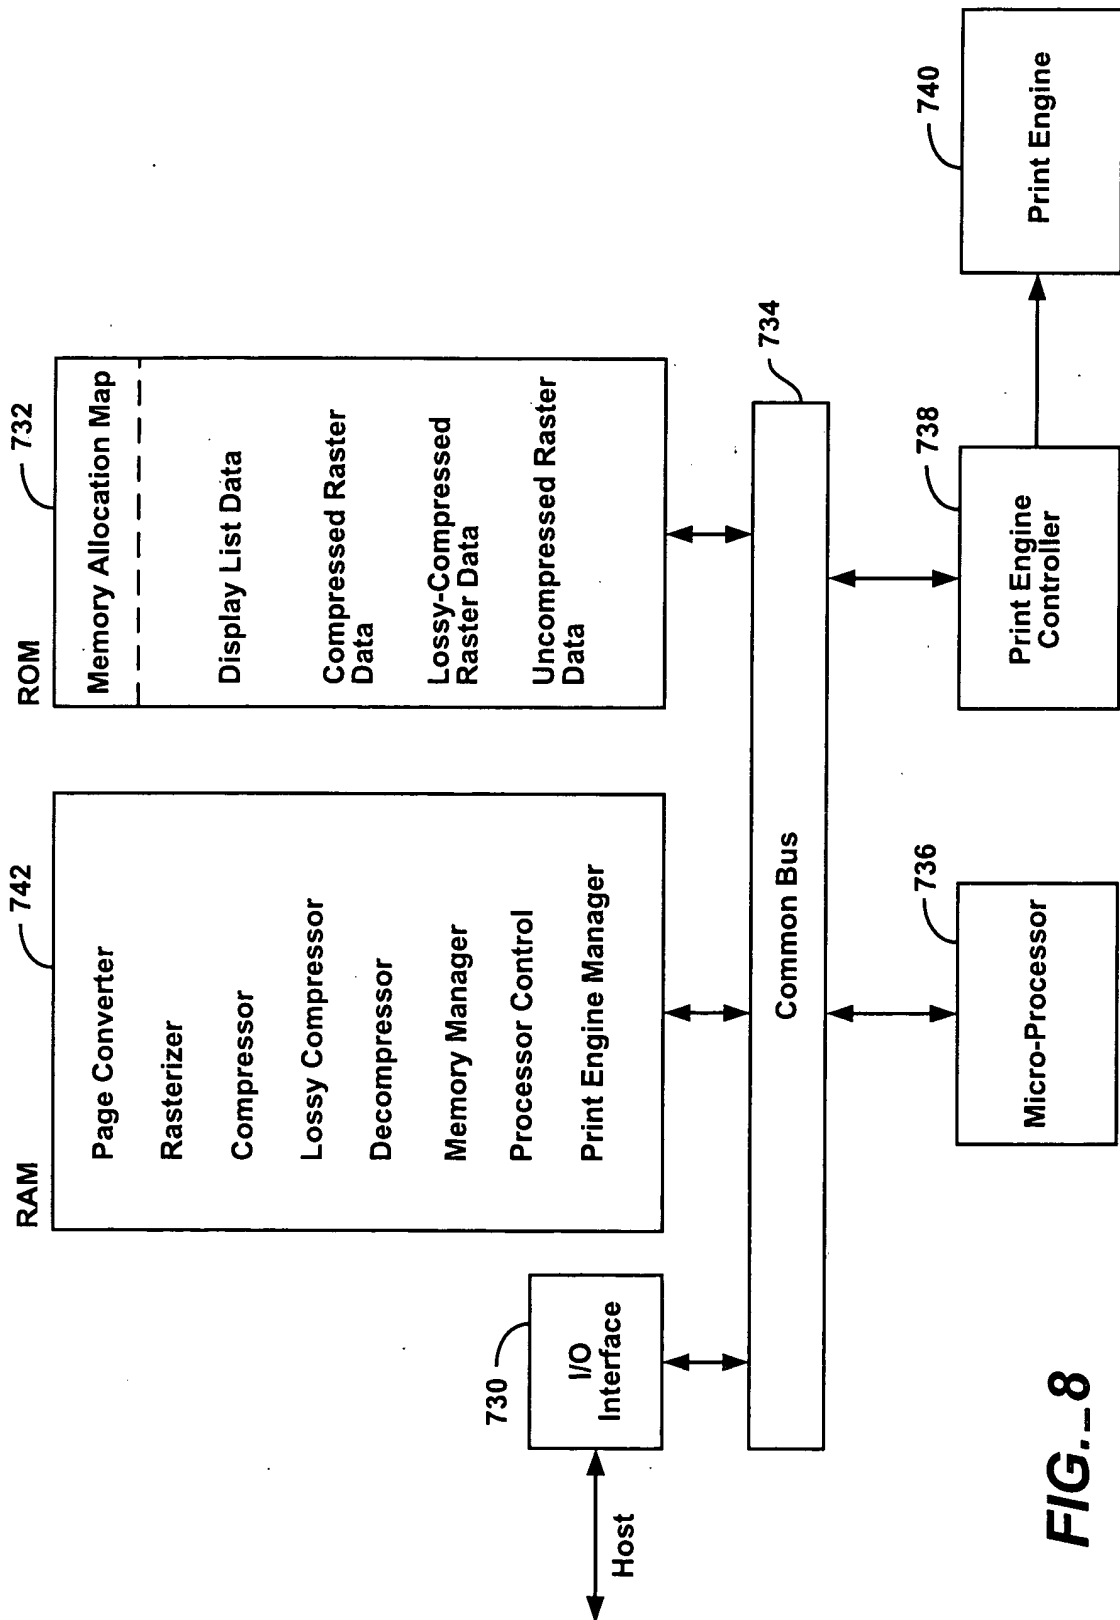 RAM
742
Page Converter
Rasterizer
Compressor
Lossy Compressor
Decompressor
Memory Manager
Processor Control
Print Engine Manager
ROM
732
Memory Allocation Map
Display List Data
Compressed Raster
Data
Lossy-Compressed
Raster Data
Uncompressed Raster
Data
730
I/O
Interface
Host
734
Common Bus
736
Micro-Processor
738
Print Engine
Controller
740
Print Engine
FIG._8